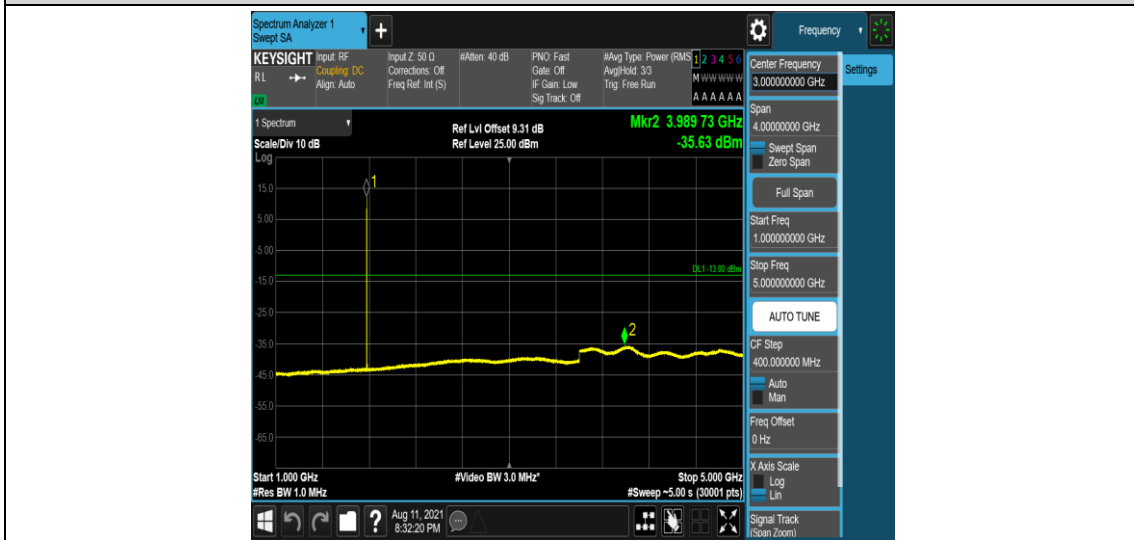 Spectrum Analyzer 1
Swept SA
+
Frequency
KEYSIGHT
RL
LXI
Input: RF
Coupling: DC
Align: Auto
Input Z: 50 Ω
Corrections: Off
Freq Ref: Int (S)
#Atten: 40 dB
PNO: Fast
Gate: Off
IF Gain: Low
Sig Track: Off
#Avg Type: Power (RMS
Avg|Hold: 3/3
Trig: Free Run
1 2 3 4 5 6
M W W W W W
A A A A A A
1 Spectrum
Scale/Div 10 dB
Log
Ref Lvl Offset 9.31 dB
Ref Level 25.00 dBm
Mkr2 3.989 73 GHz
-35.63 dBm
15.0
5.00
-5.00
-15.0
-25.0
-35.0
-45.0
-55.0
-65.0
1
DL1 -13.00 dBm
2
Start 1.000 GHz
#Res BW 1.0 MHz
#Video BW 3.0 MHz*
Stop 5.000 GHz
#Sweep ~5.00 s (30001 pts)
Center Frequency
3.000000000 GHz
Settings
Span
4.00000000 GHz
Swept Span
Zero Span
Full Span
Start Freq
1.000000000 GHz
Stop Freq
5.000000000 GHz
AUTO TUNE
CF Step
400.000000 MHz
Auto
Man
Freq Offset
0 Hz
X Axis Scale
Log
Lin
Signal Track
(Span Zoom)
?
Aug 11, 2021
8:32:20 PM